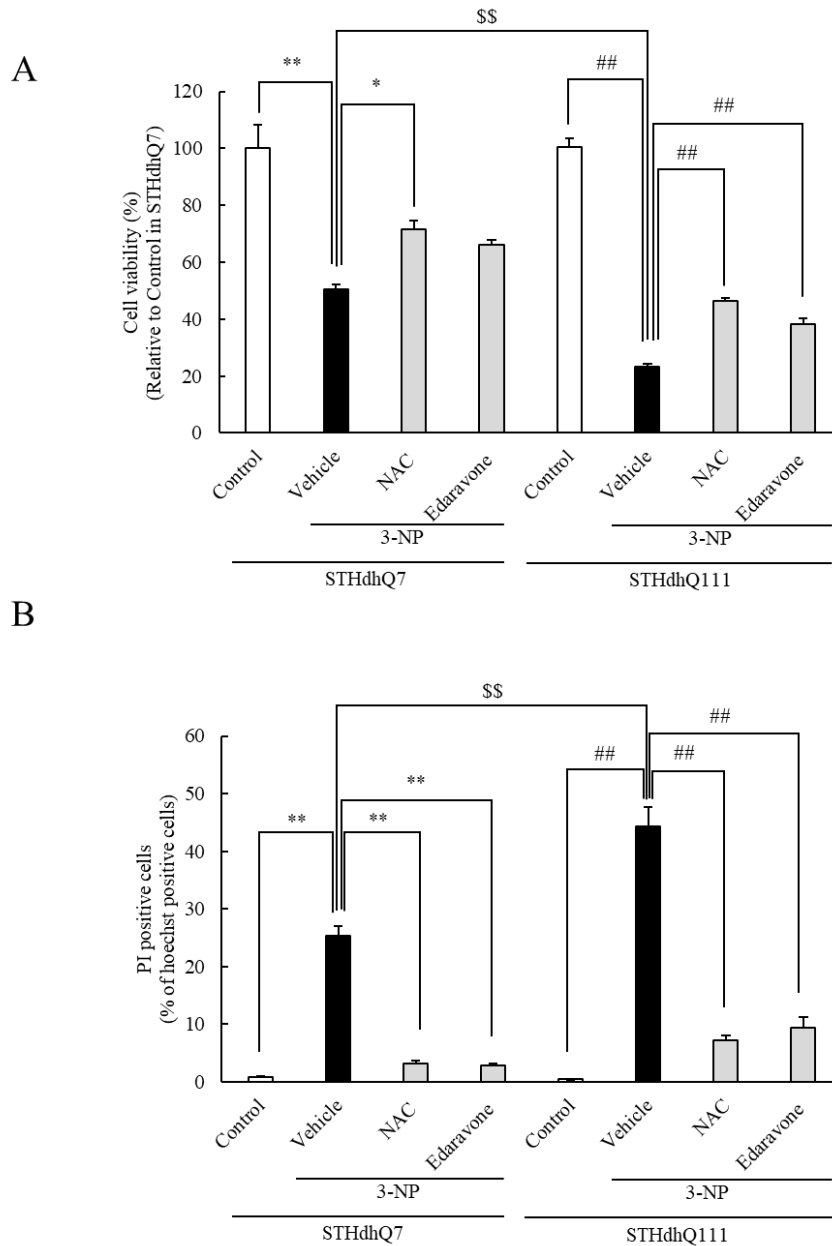 A
$$
**
##
*
##
##
120
100
80
60
40
20
0
Cell viability (%)
(Relative to Control in STHdhQ7)
Control
Vehicle
NAC
Edaravone
Control
Vehicle
NAC
Edaravone
3-NP
3-NP
STHdhQ7
STHdhQ111
B
$$
##
##
##
**
**
**
60
50
40
30
20
10
0
PI positive cells
(% of hoechst positive cells)
Control
Vehicle
NAC
Edaravone
Control
Vehicle
NAC
Edaravone
3-NP
3-NP
STHdhQ7
STHdhQ111